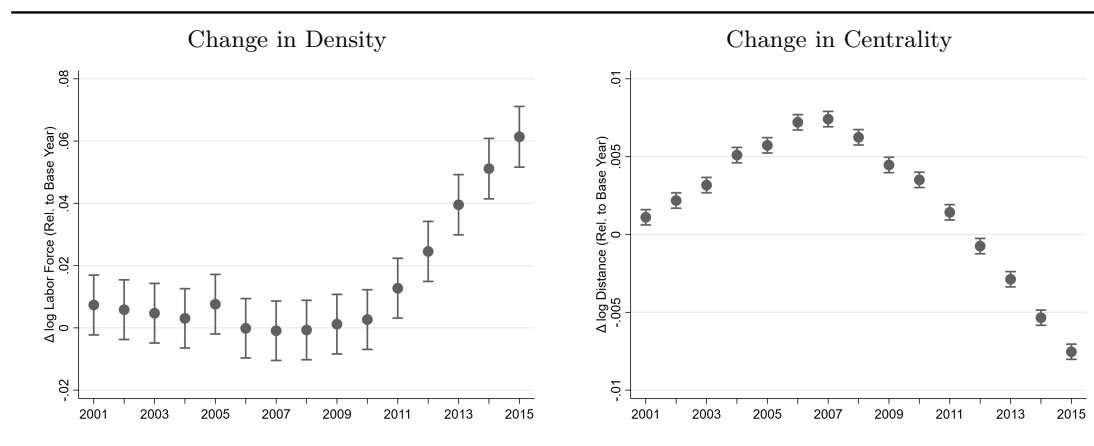 Change in Density
Δ log Labor Force (Rel. to Base Year)
.08
.06
.04
.02
0
-.02
2001 2003 2005 2007 2009 2011 2013 2015
Change in Centrality
Δ log Distance (Rel. to Base Year)
.01
.005
0
-.005
-.01
2001 2003 2005 2007 2009 2011 2013 2015